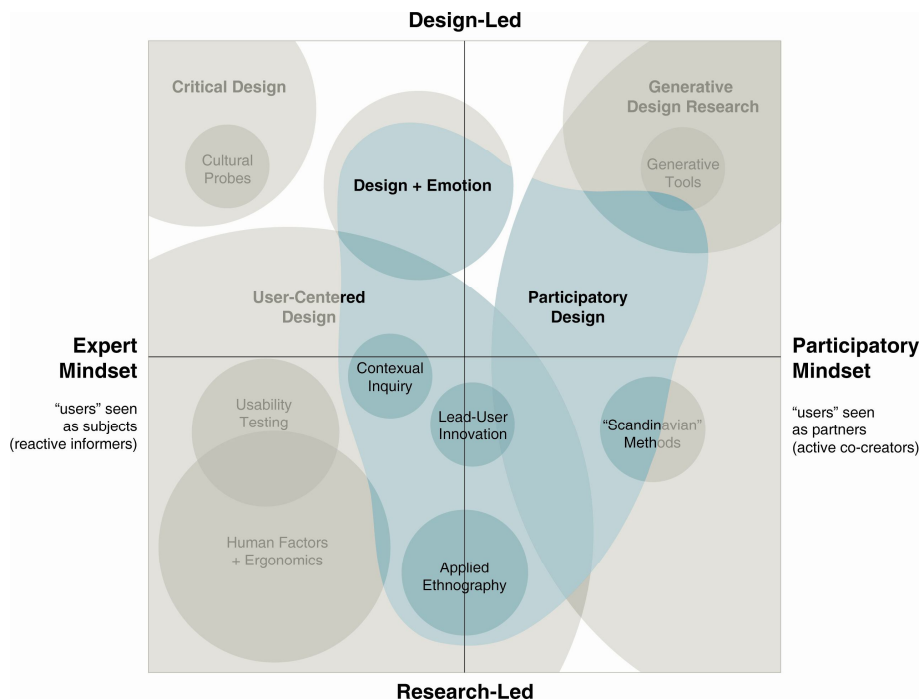 Design-Led
Critical Design
Cultural
Probes
Generative
Design Research
Generative
Tools
Design + Emotion
User-Centered
Design
Participatory
Design
Expert
Mindset
“users” seen
as subjects
(reactive informers)
Participatory
Mindset
“users” seen
as partners
(active co-creators)
Contexual
Inquiry
Usability
Testing
Lead-User
Innovation
“Scandinavian”
Methods
Human Factors
+ Ergonomics
Applied
Ethnography
Research-Led